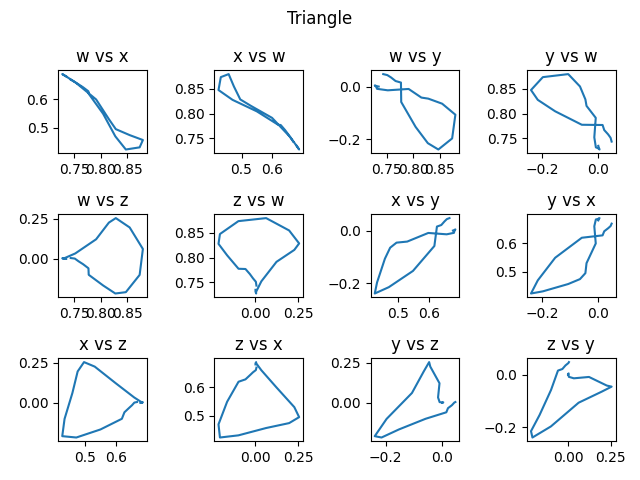 Triangle
w vs x
x vs w
w vs y
y vs w
0.6
0.5
0.75 0.80 0.85
0.85
0.80
0.75
0.5 0.6
0.0
−0.2
0.75 0.80 0.85
0.85
0.80
0.75
−0.2 0.0
w vs z
z vs w
x vs y
y vs x
0.25
0.00
0.75 0.80 0.85
0.85
0.80
0.75
0.00 0.25
0.0
−0.2
0.5 0.6
0.6
0.5
−0.2 0.0
x vs z
z vs x
y vs z
z vs y
0.25
0.00
0.5 0.6
0.6
0.5
0.00 0.25
0.25
0.00
−0.2 0.0
0.0
−0.2
0.00 0.25